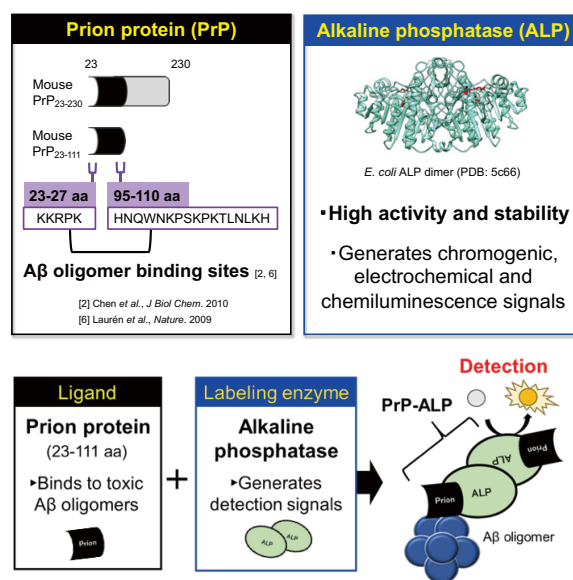 Prion protein (PrP)
23 230
Mouse
PrP23-230
Mouse
PrP23-111
23-27 aa 95-110 aa
KKRPK HNQWNKPSKPKTLNLKH
Aβ oligomer binding sites [2, 6]
[2] Chen et al., J Biol Chem. 2010
[6] Laurén et al., Nature. 2009
Alkaline phosphatase (ALP)
E. coli ALP dimer (PDB: 5c66)
・High activity and stability
・Generates chromogenic,
electrochemical and
chemiluminescence signals
Ligand
Prion protein
(23-111 aa)
▸Binds to toxic
Aβ oligomers
Prion
+
Labeling enzyme
Alkaline
phosphatase
▸Generates
detection signals
ALP ALP
Detection
PrP-ALP
Prion
ALP
Prion
ALP
Aβ oligomer